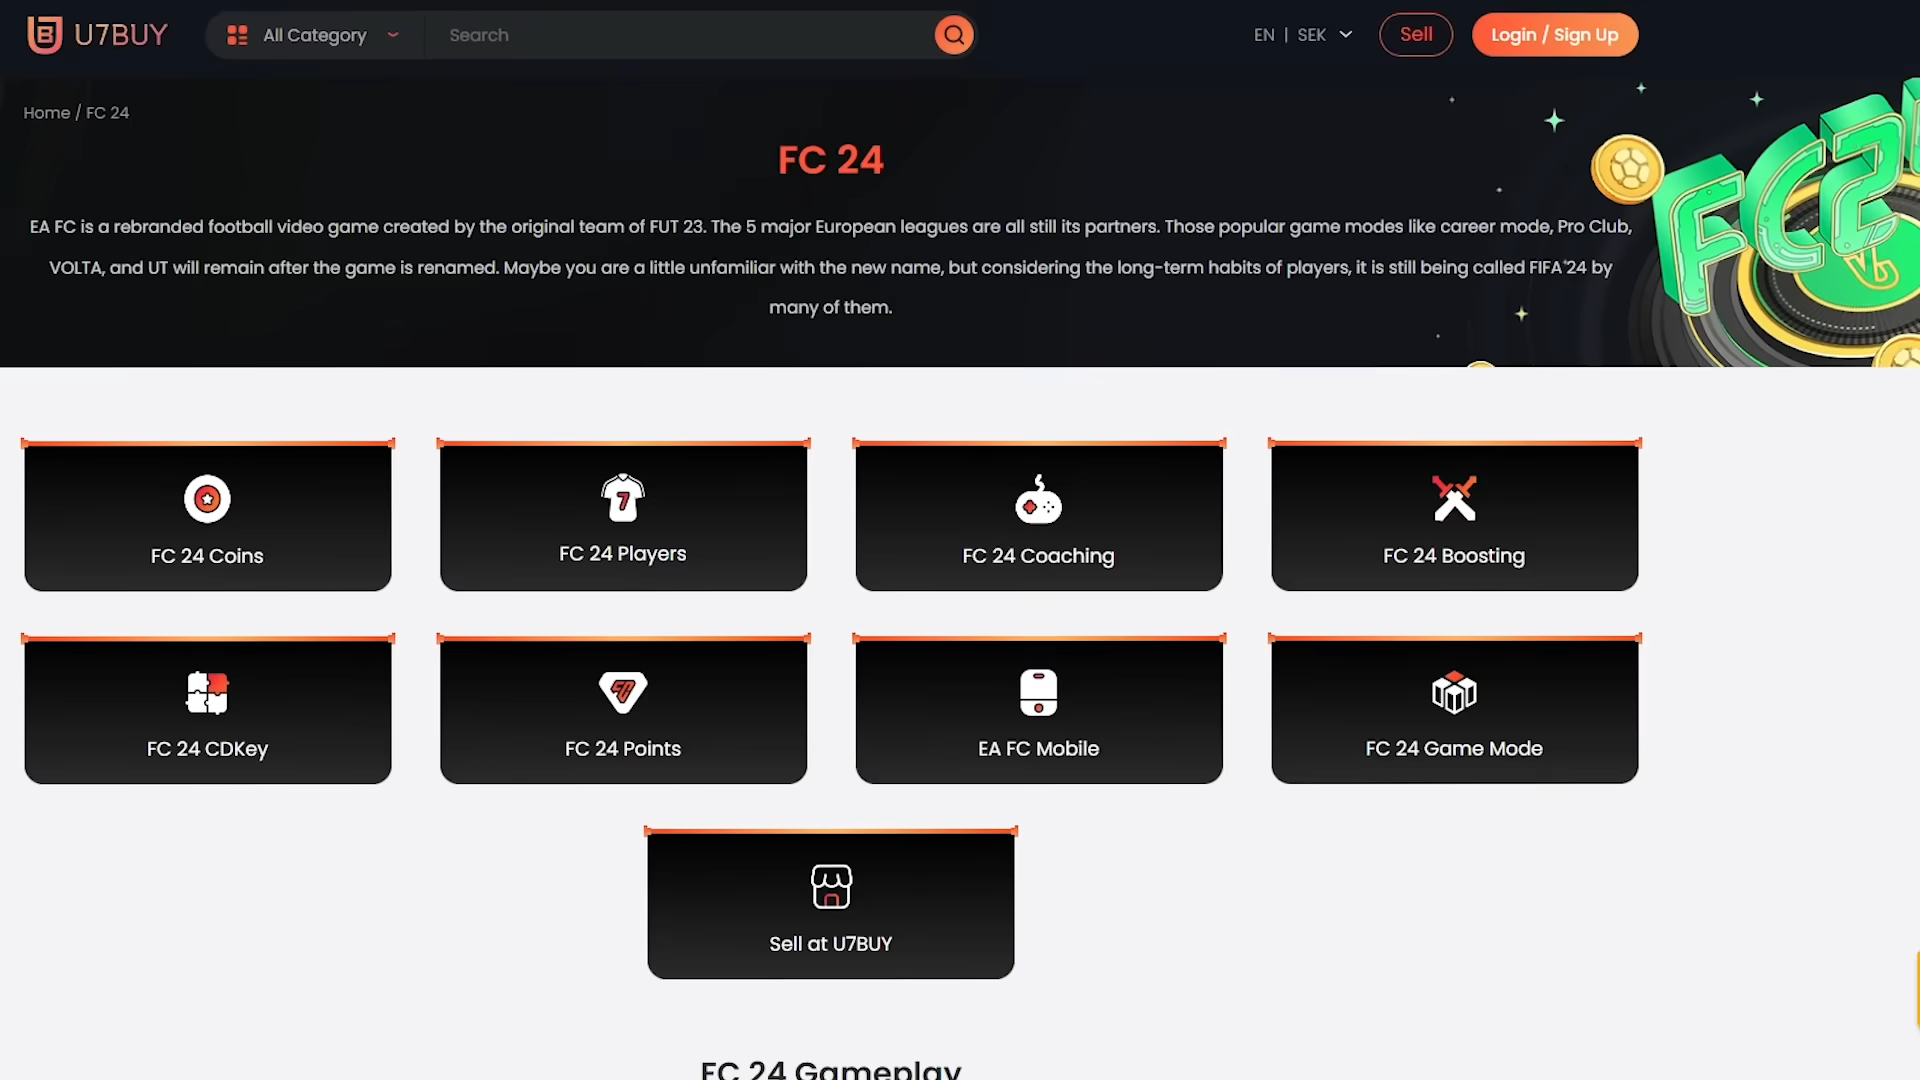 U7BUY
All Category
Search
EN | SEK
Sell
Login / Sign Up
Home / FC 24
FC 24
EA FC is a rebranded football video game created by the original team of FUT 23. The 5 major European leagues are all still its partners. Those popular game modes like career mode, Pro Club,
VOLTA, and UT will remain after the game is renamed. Maybe you are a little unfamiliar with the new name, but considering the long-term habits of players, it is still being called FIFA 24 by
many of them.
FC 24 Coins
7
FC 24 Players
FC 24 Coaching
FC 24 Boosting
FC 24 CDKey
FC 24 Points
EA FC Mobile
FC 24 Game Mode
Sell at U7BUY
FC 24 Gameplay